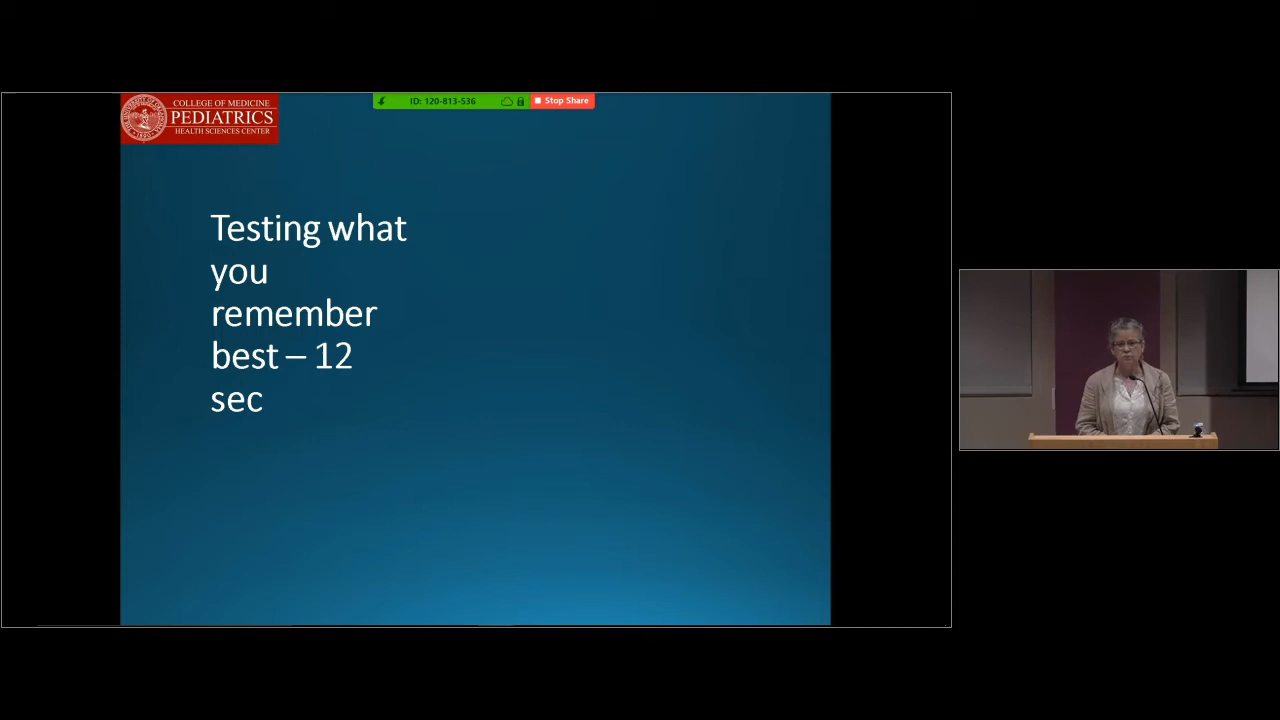 COLLEGE OF MEDICINE
PEDIATRICS
HEALTH SCIENCES CENTER
ID: 120-813-536
Stop Share
Testing what
you
remember
best – 12
sec